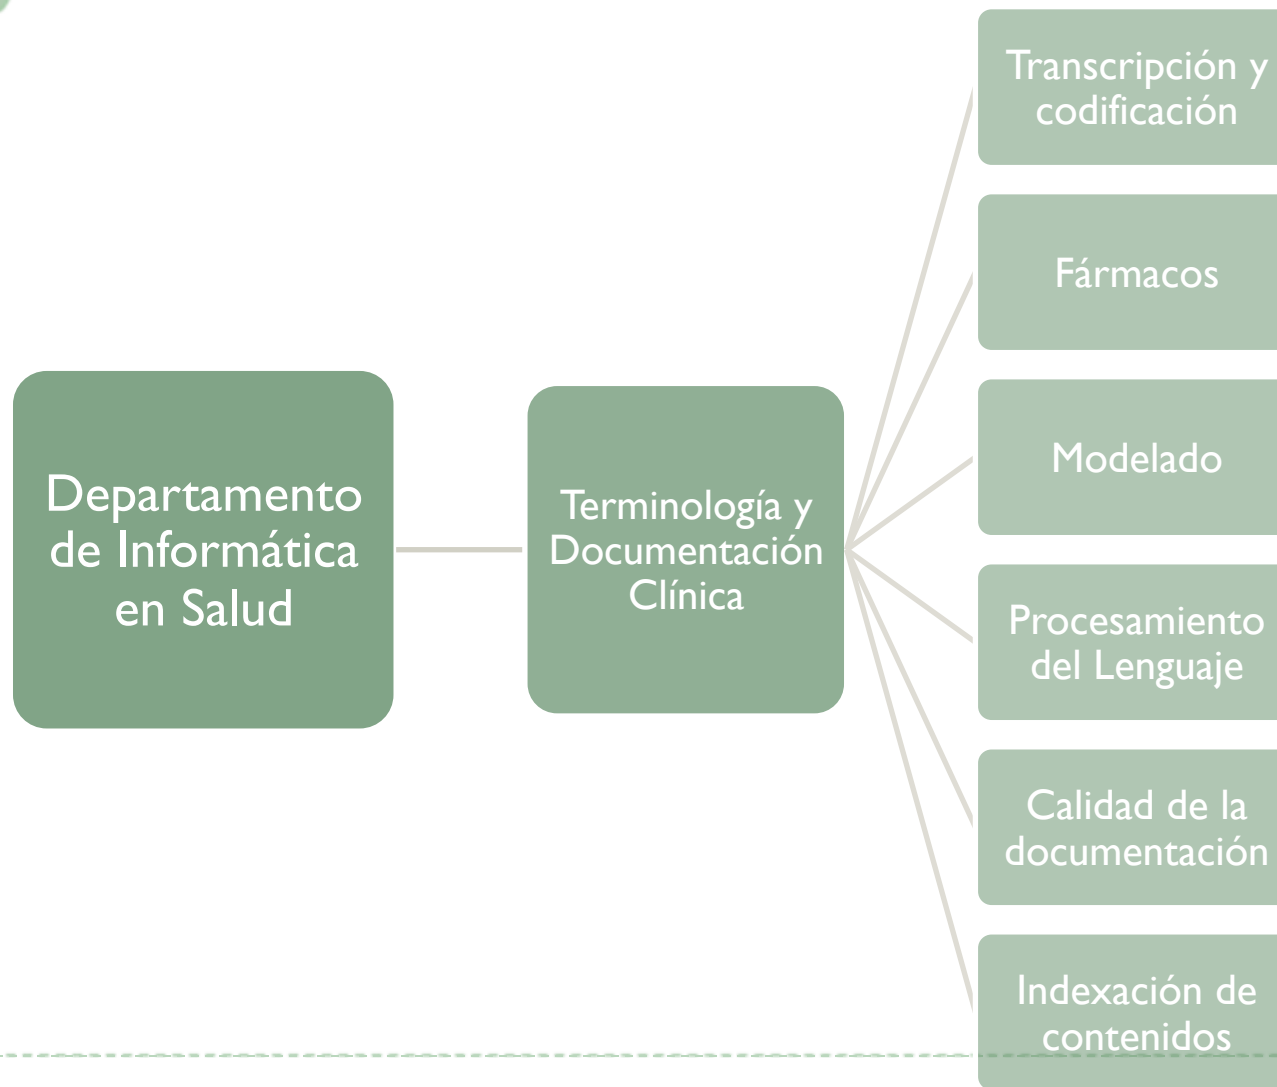 Departamento
de Informática
en Salud
Terminología y
Documentación
Clínica
Transcripción y
codificación
Fármacos
Modelado
Procesamiento
del Lenguaje
Calidad de la
documentación
Indexación de
contenidos